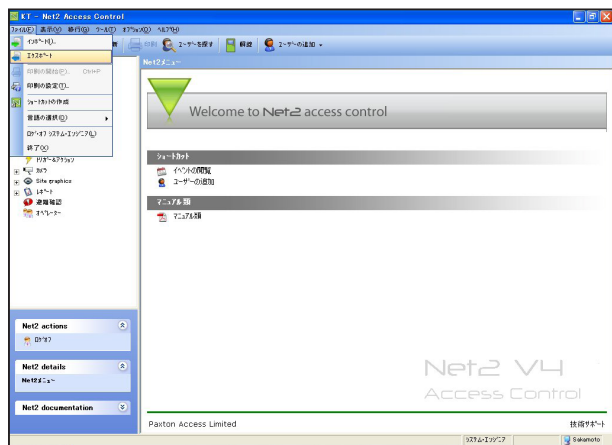 KT - Net2 Access Control
ファイル(F) 表示(V) 移行(G) ツール(T) オプション(O) ヘルプ(H)
インポート(I)...
エクスポート
印刷の開始(P)... Ctrl+P
印刷の設定(T)...
ショートカットの作成
言語の選択(O)
ログ・オフ システム・エンジニア(L)
終了(X)
印刷 ユーザーを探す 解錠 ユーザーの追加
Net2メニュー
Welcome to Net2 access control
ショートカット
イベントの閲覧
ユーザーの追加
マニュアル類
マニュアル類
トリガー&アクション
カメラ
Site graphics
レポート
避難確認
オペレーター
Net2 actions
ログオフ
Net2 details
Net2メニュー
Net2 documentation
Net2 V4
Access Control
Paxton Access Limited
技術サポート
システム・エンジニア
Sakamoto